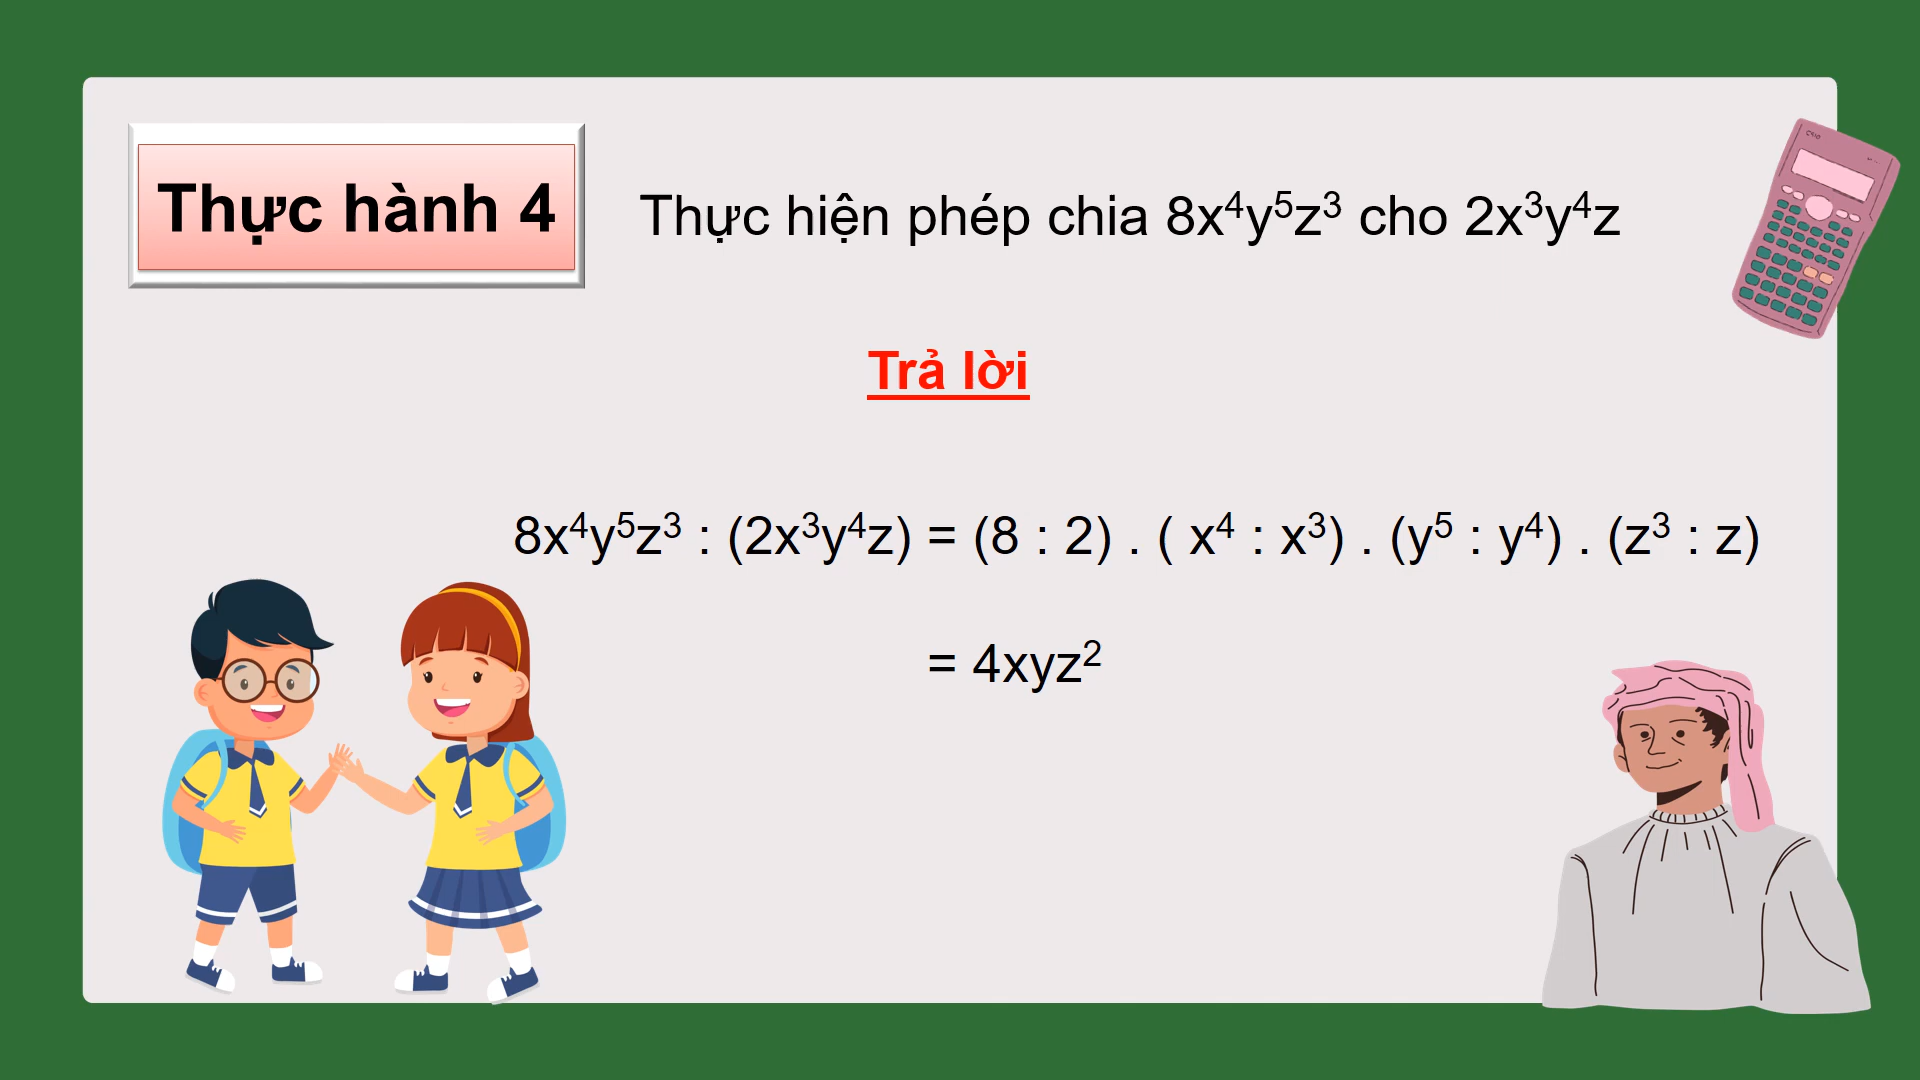 Thực hành 4
Thực hiện phép chia 8x⁴y⁵z³ cho 2x³y⁴z
Trả lời
8x⁴y⁵z³ : (2x³y⁴z) = (8 : 2) . ( x⁴ : x³) . (y⁵ : y⁴) . (z³ : z)
= 4xyz²